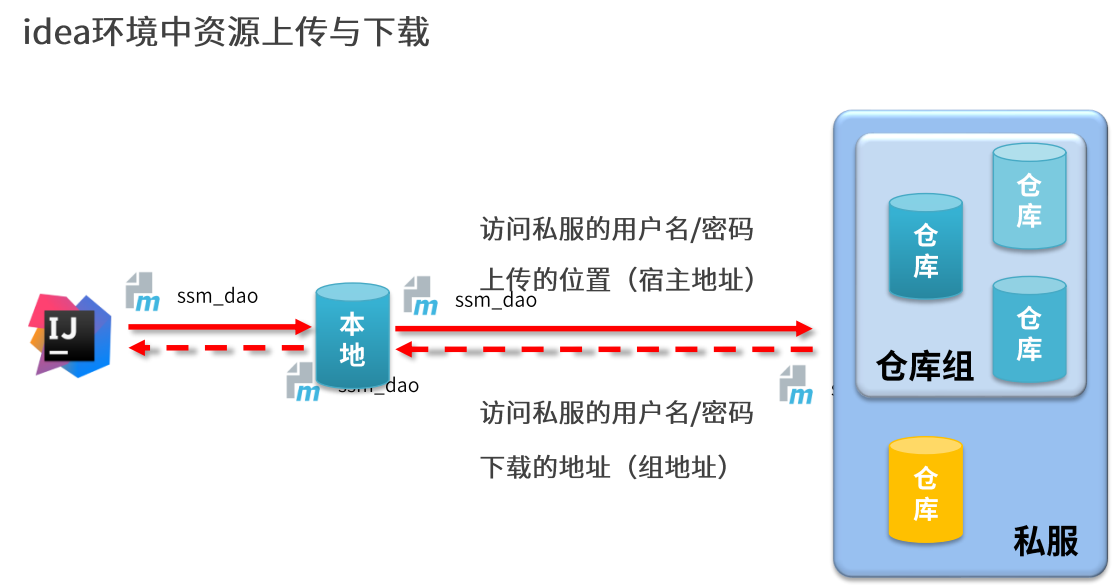 idea环境中资源上传与下载
访问私服的用户名/密码
上传的位置（宿主地址）
m
ssm_dao
m
ssm_dao
IJ
本地
m
ssm_dao
m
访问私服的用户名/密码
下载的地址（组地址）
仓库
仓库
仓库
仓库组
仓库
私服